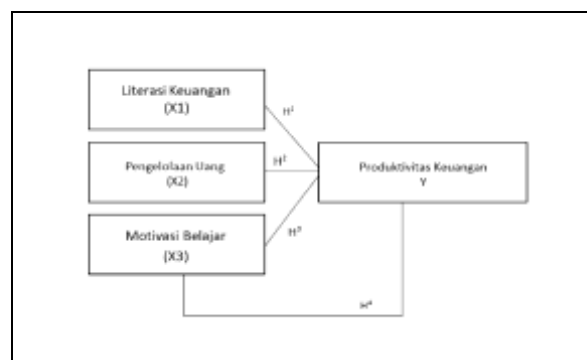 Literasi Keuangan
(X1)
H¹
Pengelolaan Uang
(X2)
H²
Produktivitas Keuangan
Y
Motivasi Belajar
(X3)
H³
H⁴